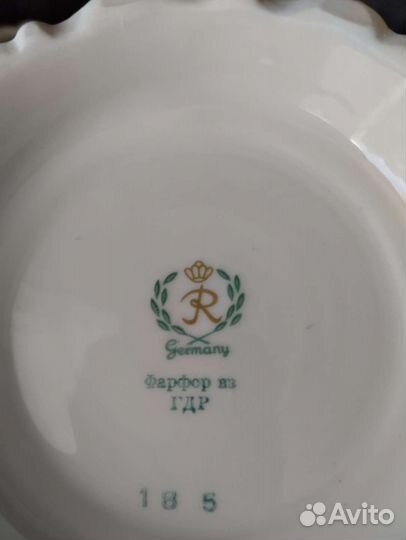 R
Germany
Фарфор из
ГДР
18 5
Avito